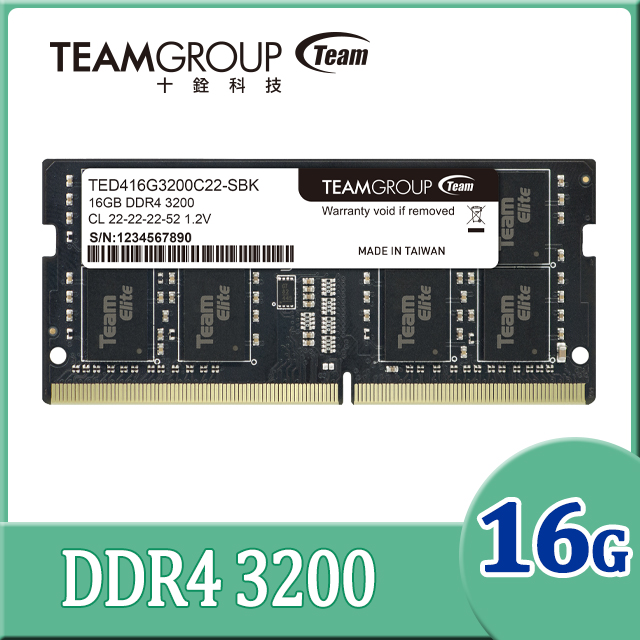 TEAMGROUP Team
十銓科技
TED416G3200C22-SBK
16GB DDR4 3200
CL 22-22-22-52 1.2V
S/N:1234567890
TEAMGROUP Team
Warranty void if removed
MADE IN TAIWAN
Team Elite
Team Elite
Team Elite
Team Elite
Team Elite
16G
DDR4 3200